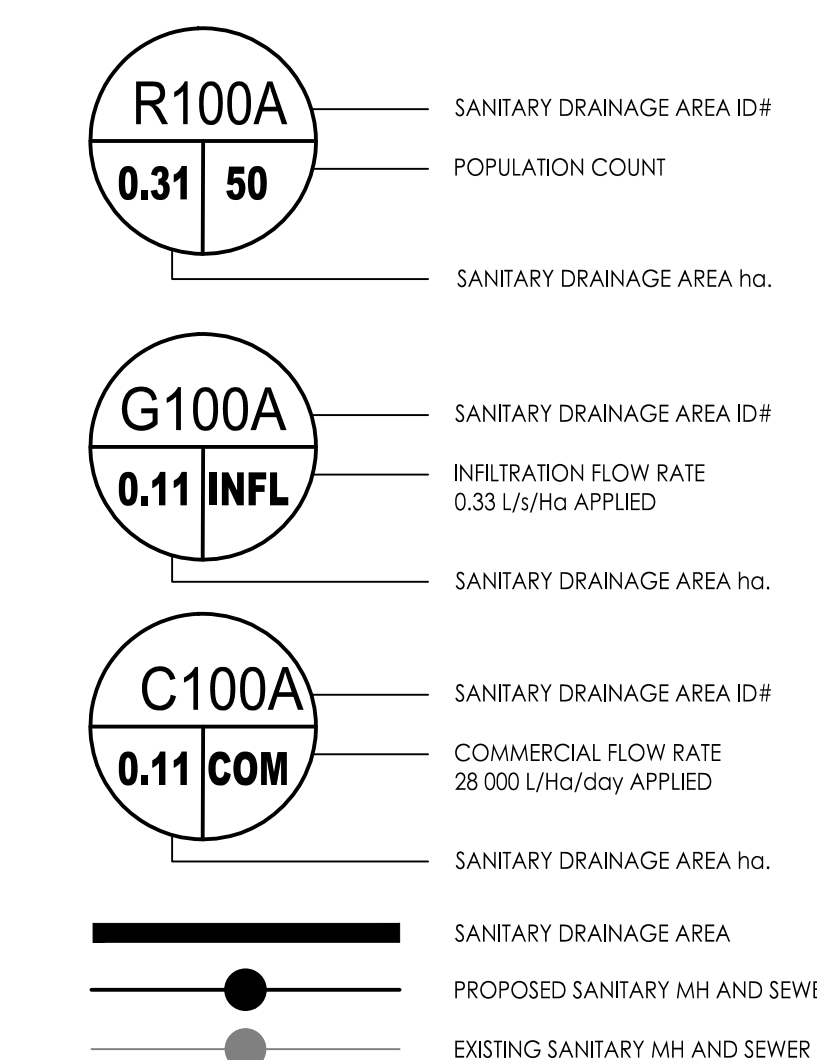 R100A
SANITARY DRAINAGE AREA ID#
0.31 50
POPULATION COUNT
SANITARY DRAINAGE AREA ha.
G100A
SANITARY DRAINAGE AREA ID#
0.11 INFL
INFILTRATION FLOW RATE
0.33 L/s/Ha APPLIED
SANITARY DRAINAGE AREA ha.
C100A
SANITARY DRAINAGE AREA ID#
0.11 COM
COMMERCIAL FLOW RATE
28 000 L/Ha/day APPLIED
SANITARY DRAINAGE AREA ha.
SANITARY DRAINAGE AREA
PROPOSED SANITARY MH AND SEWE
EXISTING SANITARY MH AND SEWER